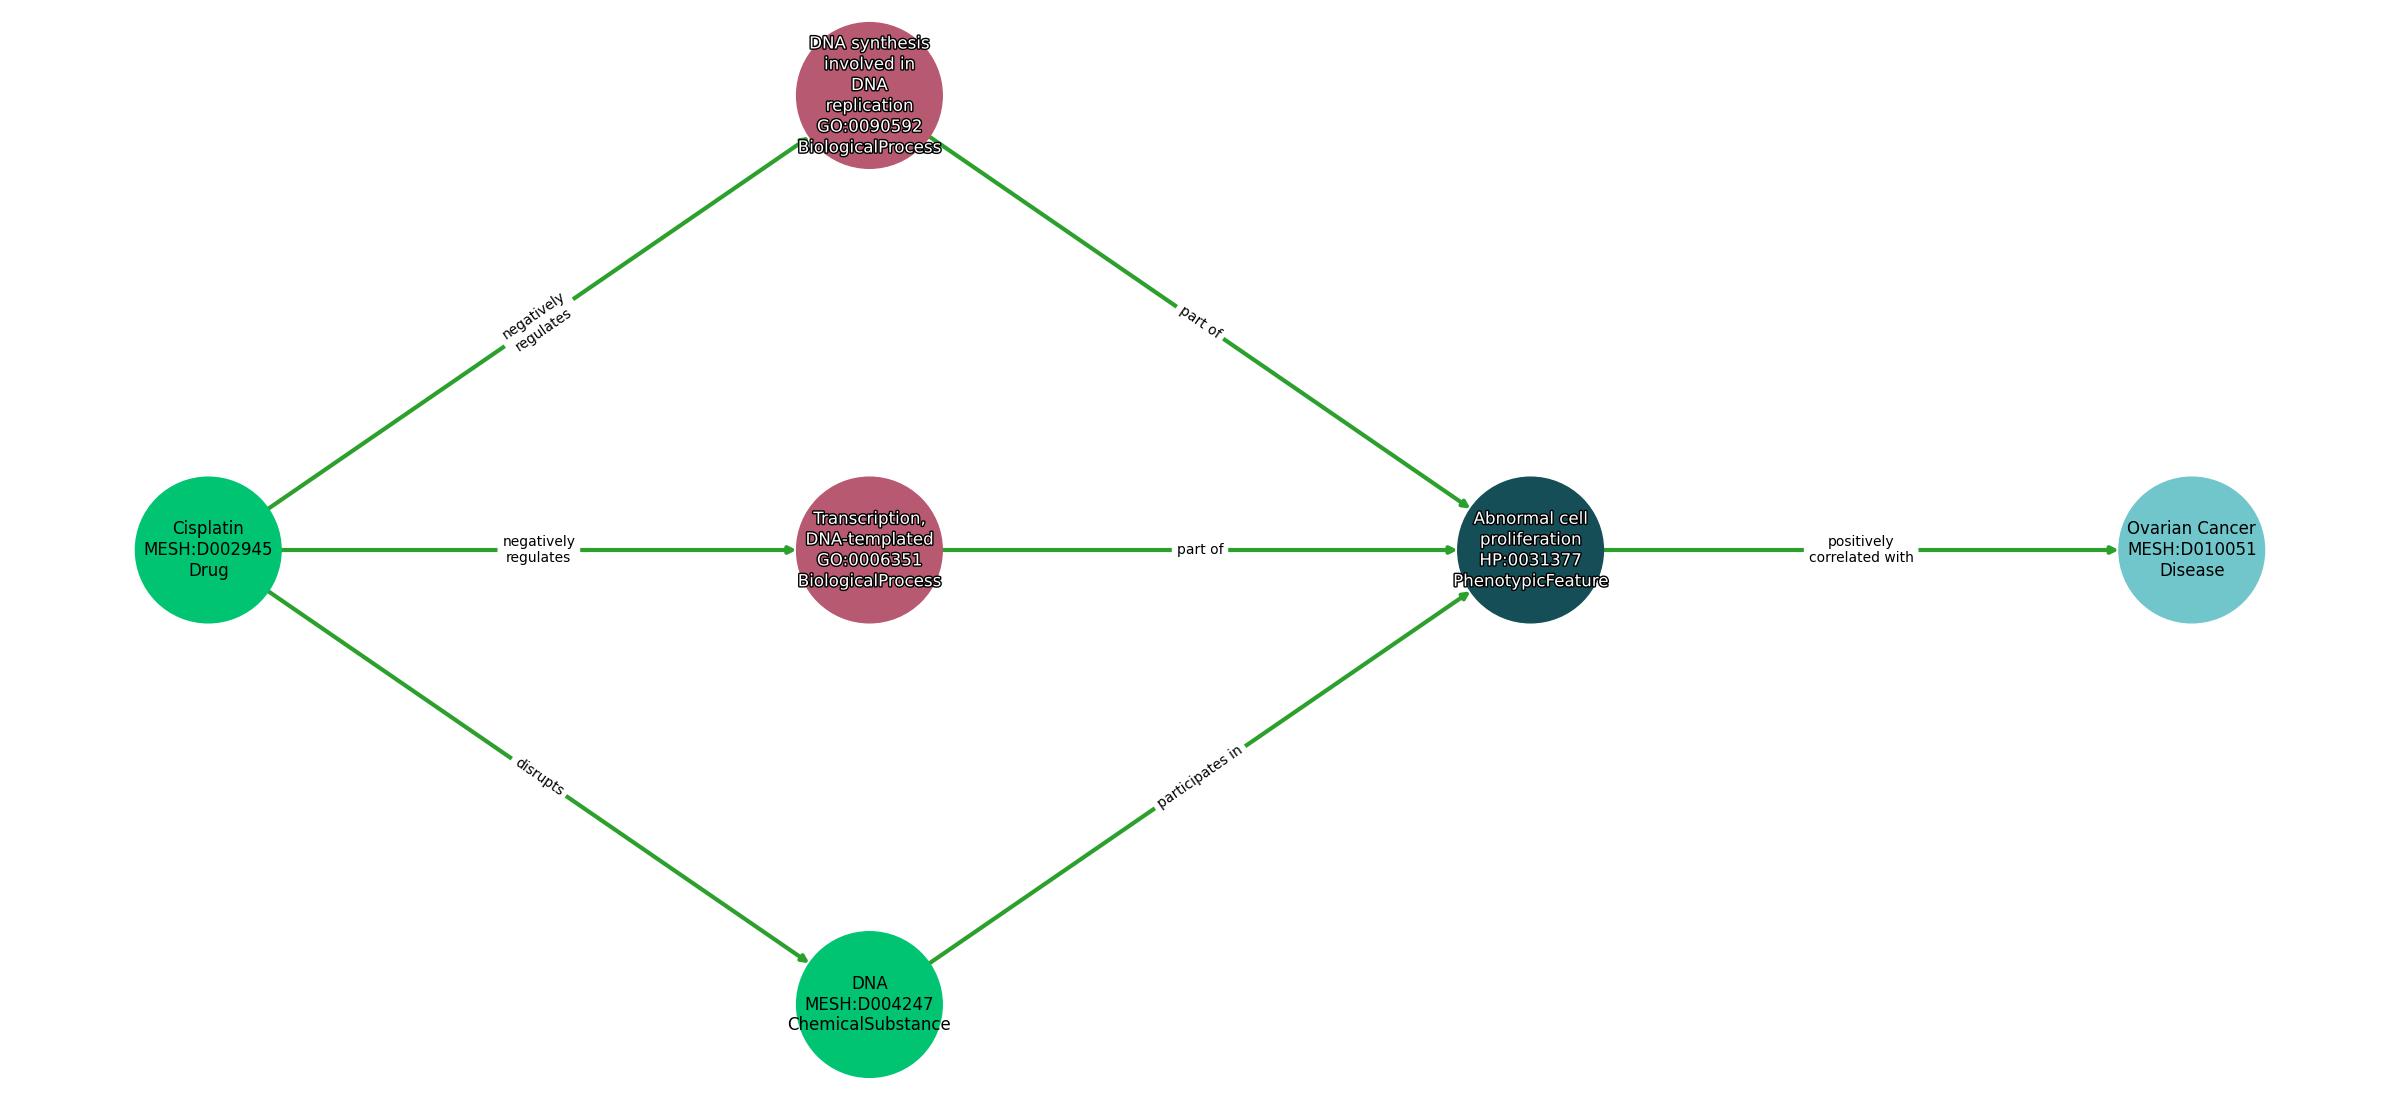 DNA synthesis
involved in
DNA
replication
GO:0090592
BiologicalProcess
negatively
regulates
part of
Cisplatin
MESH:D002945
Drug
negatively
regulates
Transcription,
DNA-templated
GO:0006351
BiologicalProcess
part of
Abnormal cell
proliferation
HP:0031377
PhenotypicFeature
positively
correlated with
Ovarian Cancer
MESH:D010051
Disease
disrupts
participates in
DNA
MESH:D004247
ChemicalSubstance